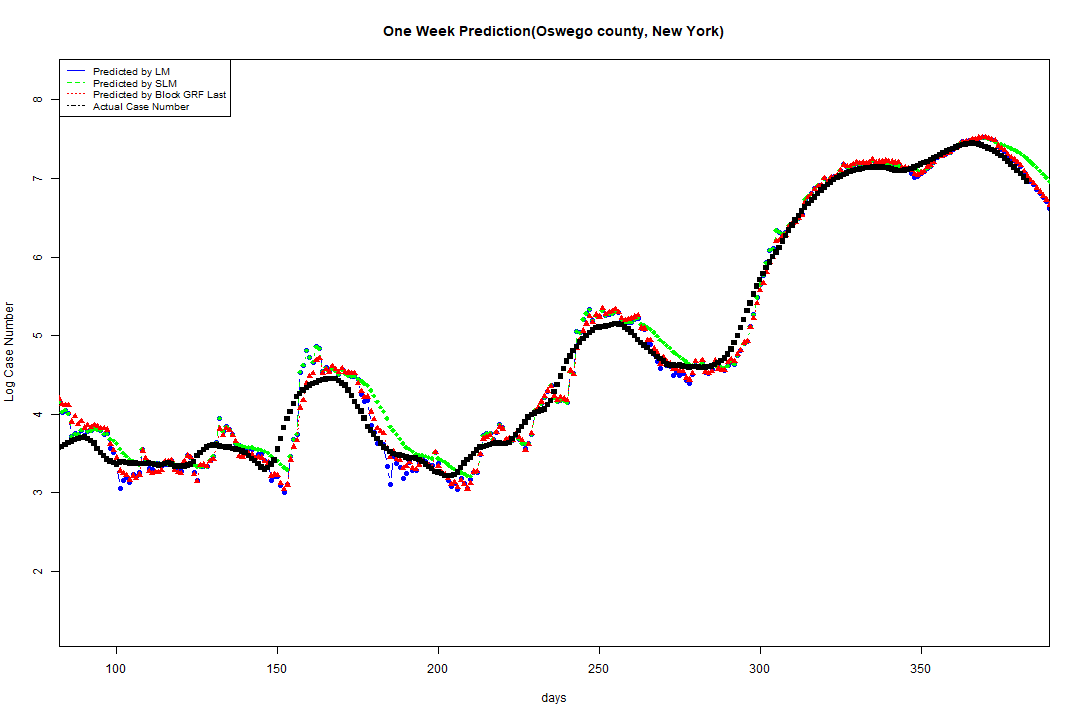 One Week Prediction(Oswego county, New York)
Predicted by LM
Predicted by SLM
Predicted by Block GRF Last
Actual Case Number
8
7
6
5
4
3
2
Log Case Number
100 150 200 250 300 350
days